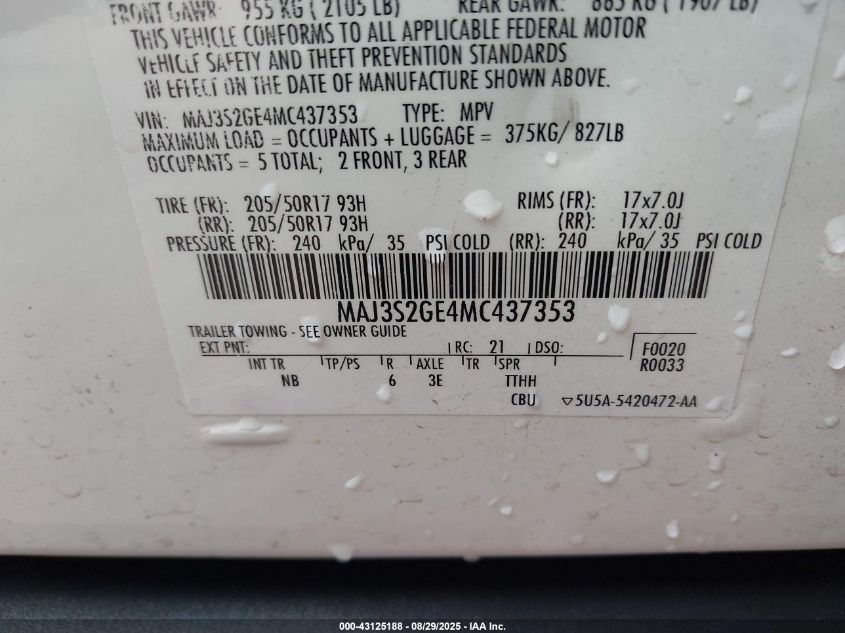 FRONT GAWR: 955 KG ( 2105 LB) REAR GAWR: 865 KG ( 1907 LB)
THIS VEHICLE CONFORMS TO ALL APPLICABLE FEDERAL MOTOR
VEHICLE SAFETY AND THEFT PREVENTION STANDARDS
IN EFFECT ON THE DATE OF MANUFACTURE SHOWN ABOVE.
VIN: MAJ3S2GE4MC437353 TYPE: MPV
MAXIMUM LOAD = OCCUPANTS + LUGGAGE = 375KG/ 827LB
OCCUPANTS = 5 TOTAL; 2 FRONT, 3 REAR
TIRE (FR): 205/50R17 93H RIMS (FR): 17x7.0J
(RR): 205/50R17 93H (RR): 17x7.0J
PRESSURE (FR): 240 kPa/ 35 PSI COLD (RR): 240 kPa/ 35 PSI COLD
MAJ3S2GE4MC437353
TRAILER TOWING - SEE OWNER GUIDE
EXT PNT: RC: 21 DSO: F0020
R0033
INT TR TP/PS R AXLE TR SPR
NB 6 3E TTHH
CBU ▽5U5A-5420472-AA
000-43125188 - 08/29/2025 - IAA Inc.